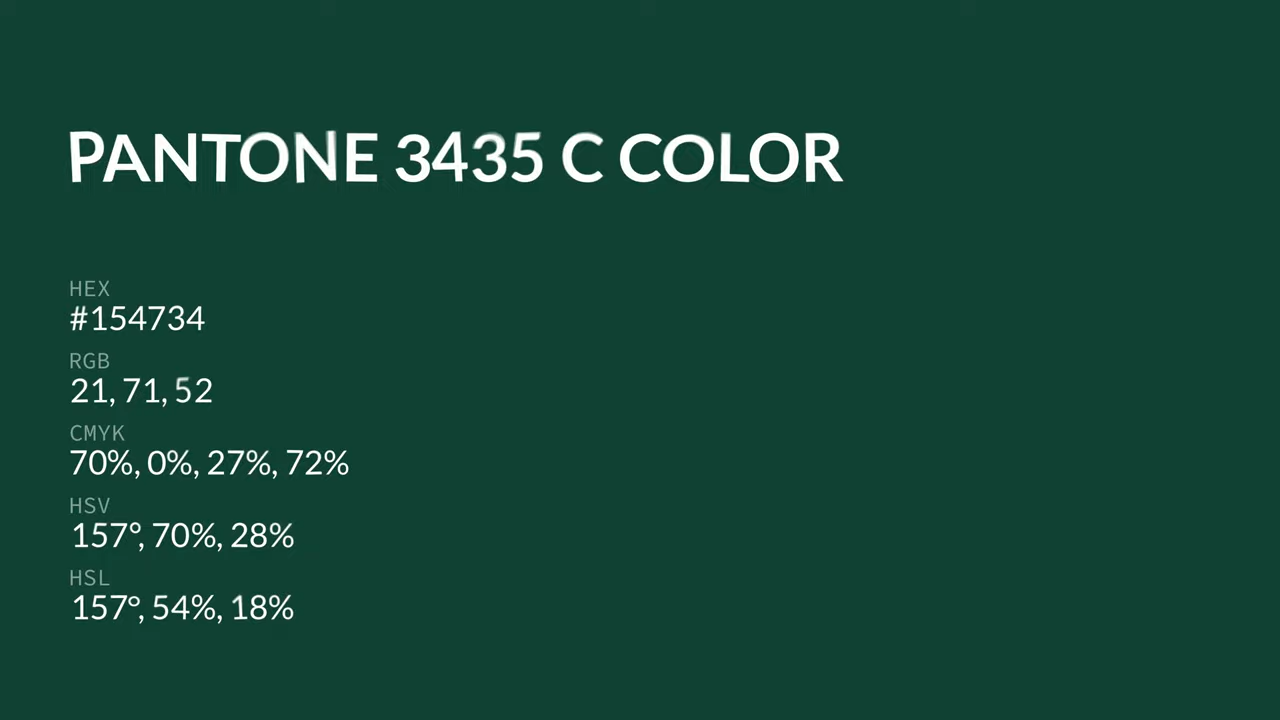 PANTONE 3435 C COLOR
HEX
#154734
RGB
21, 71, 52
CMYK
70%, 0%, 27%, 72%
HSV
157°, 70%, 28%
HSL
157°, 54%, 18%